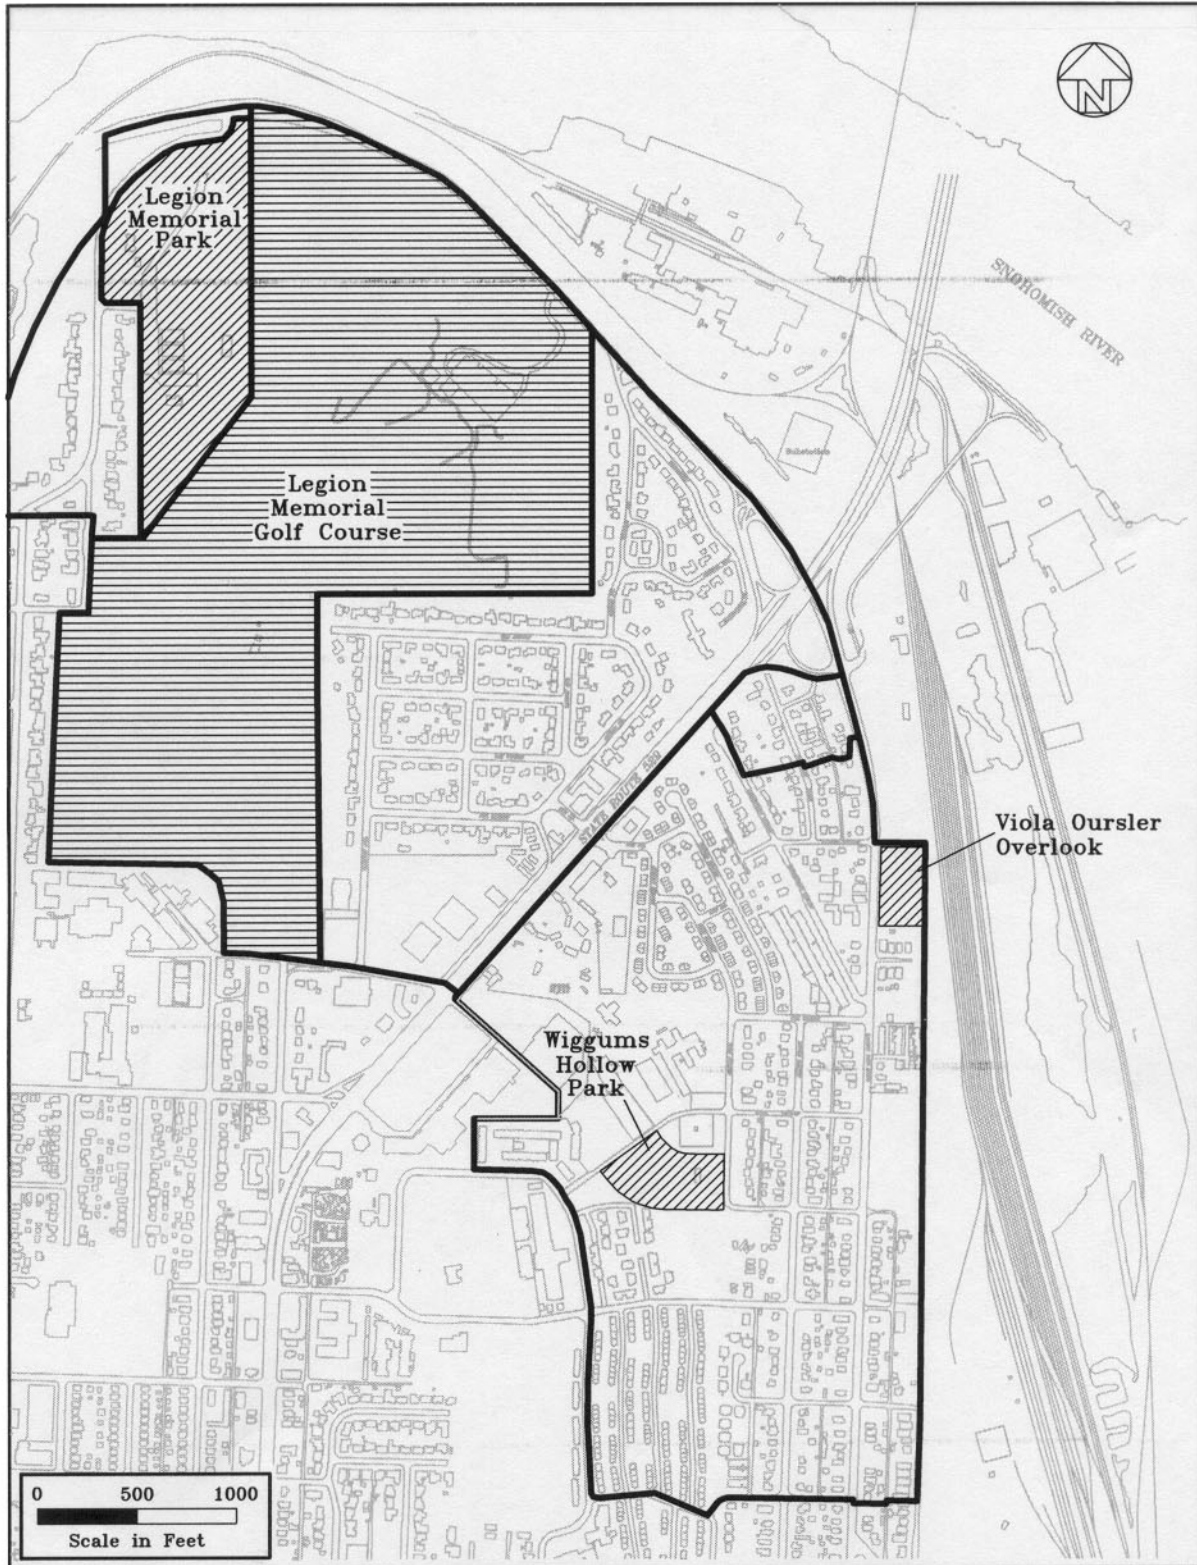 N
Legion
Memorial
Park
SNOHOMISH RIVER
Substation
Legion
Memorial
Golf Course
STATE ROUTE 529
Viola Oursler
Overlook
Wiggums
Hollow
Park
0 500 1000
Scale in Feet